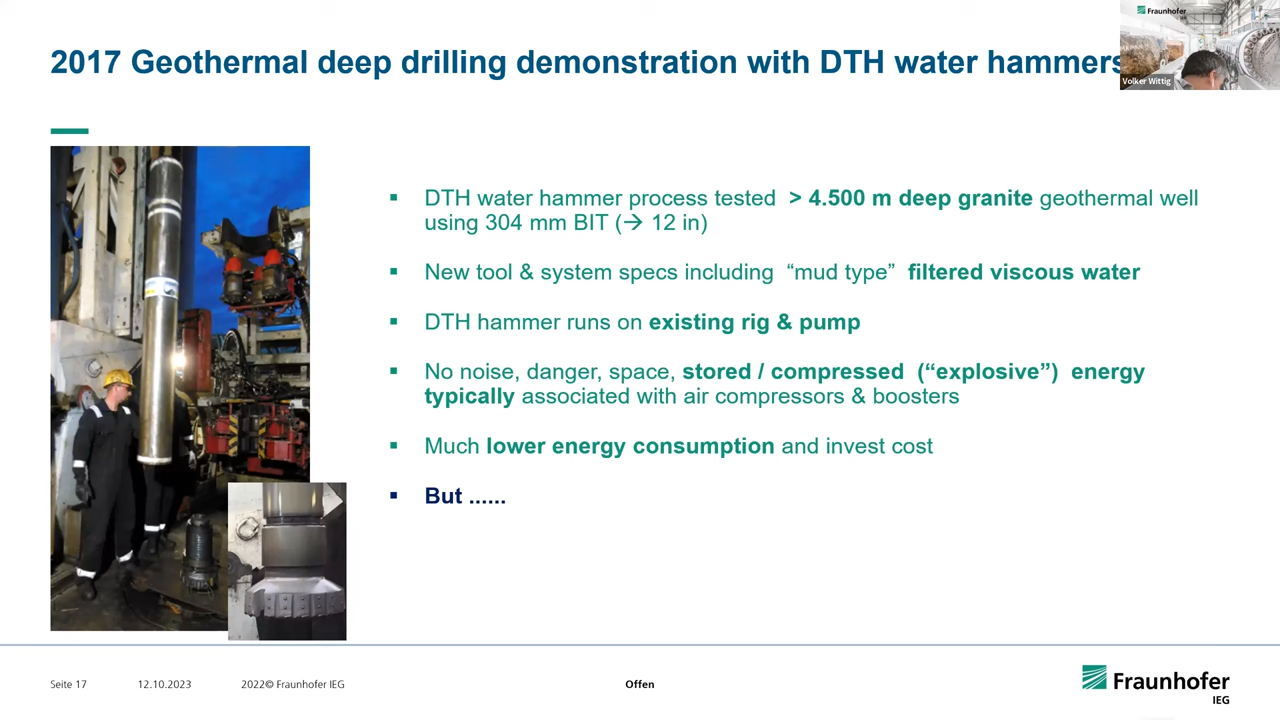 2017 Geothermal deep drilling demonstration with DTH water hammers
Fraunhofer
IEG
Volker Wittig
▪ DTH water hammer process tested > 4.500 m deep granite geothermal well
using 304 mm BIT (→ 12 in)
▪ New tool & system specs including “mud type” filtered viscous water
▪ DTH hammer runs on existing rig & pump
▪ No noise, danger, space, stored / compressed (“explosive”) energy
typically associated with air compressors & boosters
▪ Much lower energy consumption and invest cost
▪ But ......
Seite 17 12.10.2023 2022© Fraunhofer IEG Offen
Fraunhofer
IEG